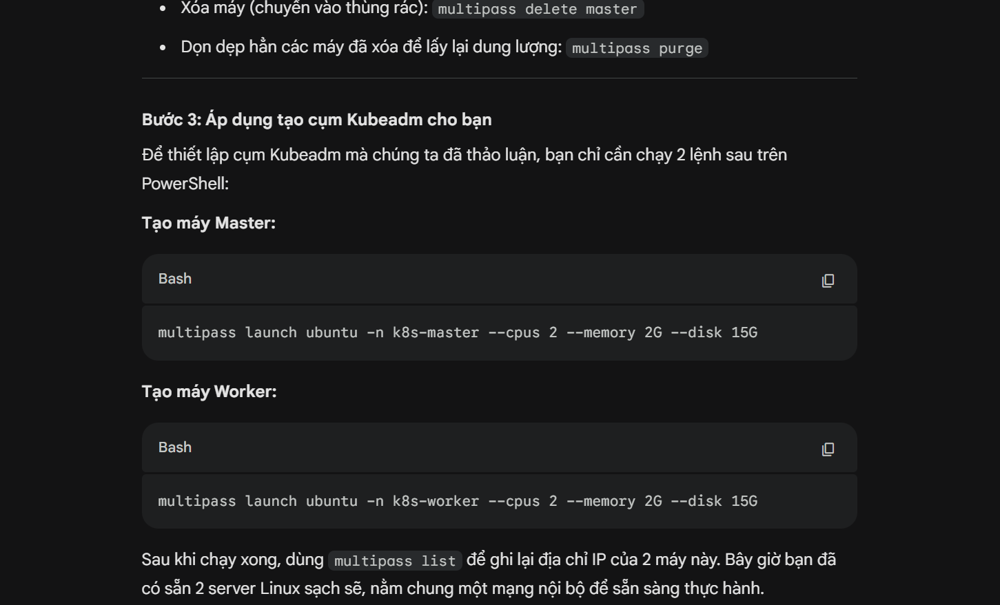 • Xóa máy (chuyển vào thùng rác): multipass delete master
• Dọn dẹp hẳn các máy đã xóa để lấy lại dung lượng: multipass purge
Bước 3: Áp dụng tạo cụm Kubeadm cho bạn
Để thiết lập cụm Kubeadm mà chúng ta đã thảo luận, bạn chỉ cần chạy 2 lệnh sau trên
PowerShell:
Tạo máy Master:
Bash
multipass launch ubuntu -n k8s-master --cpus 2 --memory 2G --disk 15G
Tạo máy Worker:
Bash
multipass launch ubuntu -n k8s-worker --cpus 2 --memory 2G --disk 15G
Sau khi chạy xong, dùng multipass list để ghi lại địa chỉ IP của 2 máy này. Bây giờ bạn đã
có sẵn 2 server Linux sạch sẽ, nằm chung một mạng nội bộ để sẵn sàng thực hành.